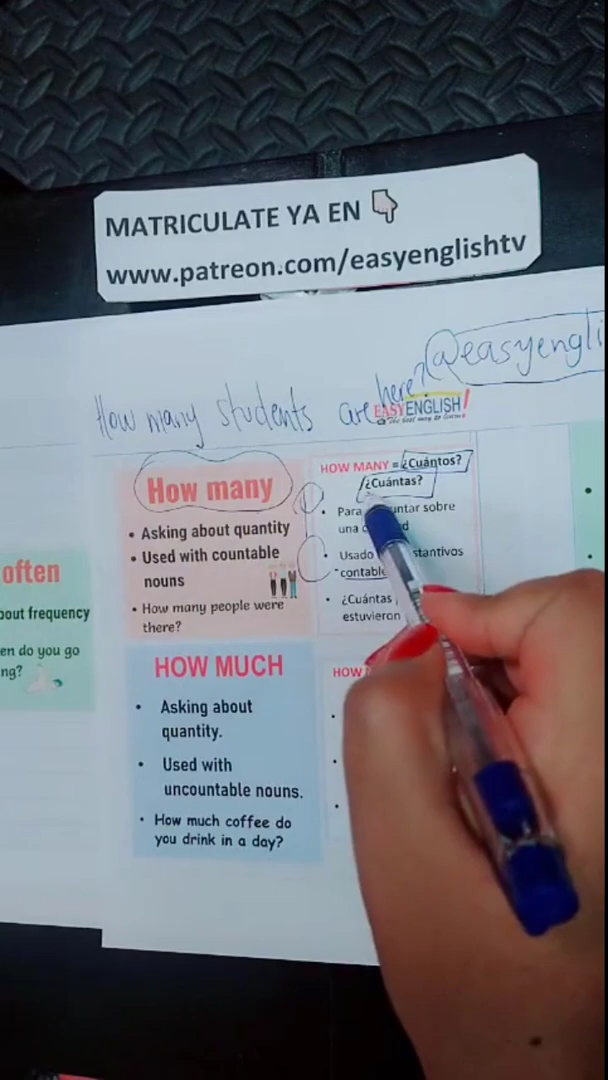 MATRICULATE YA EN
www.patreon.com/easyenglishtv
@easyengli
How many students are here?
EASY ENGLISH!
How many
• Asking about quantity
• Used with countable
nouns
• How many people were
there?
HOW MANY = ¿Cuántos?
¿Cuántas?
• Para sobre
una
• Usado
contabl
• ¿Cuántas
estuvieron
often
bout frequency
en do you go
ng?
HOW MUCH
• Asking about
quantity.
• Used with
uncountable nouns.
• How much coffee do
you drink in a day?
HOW